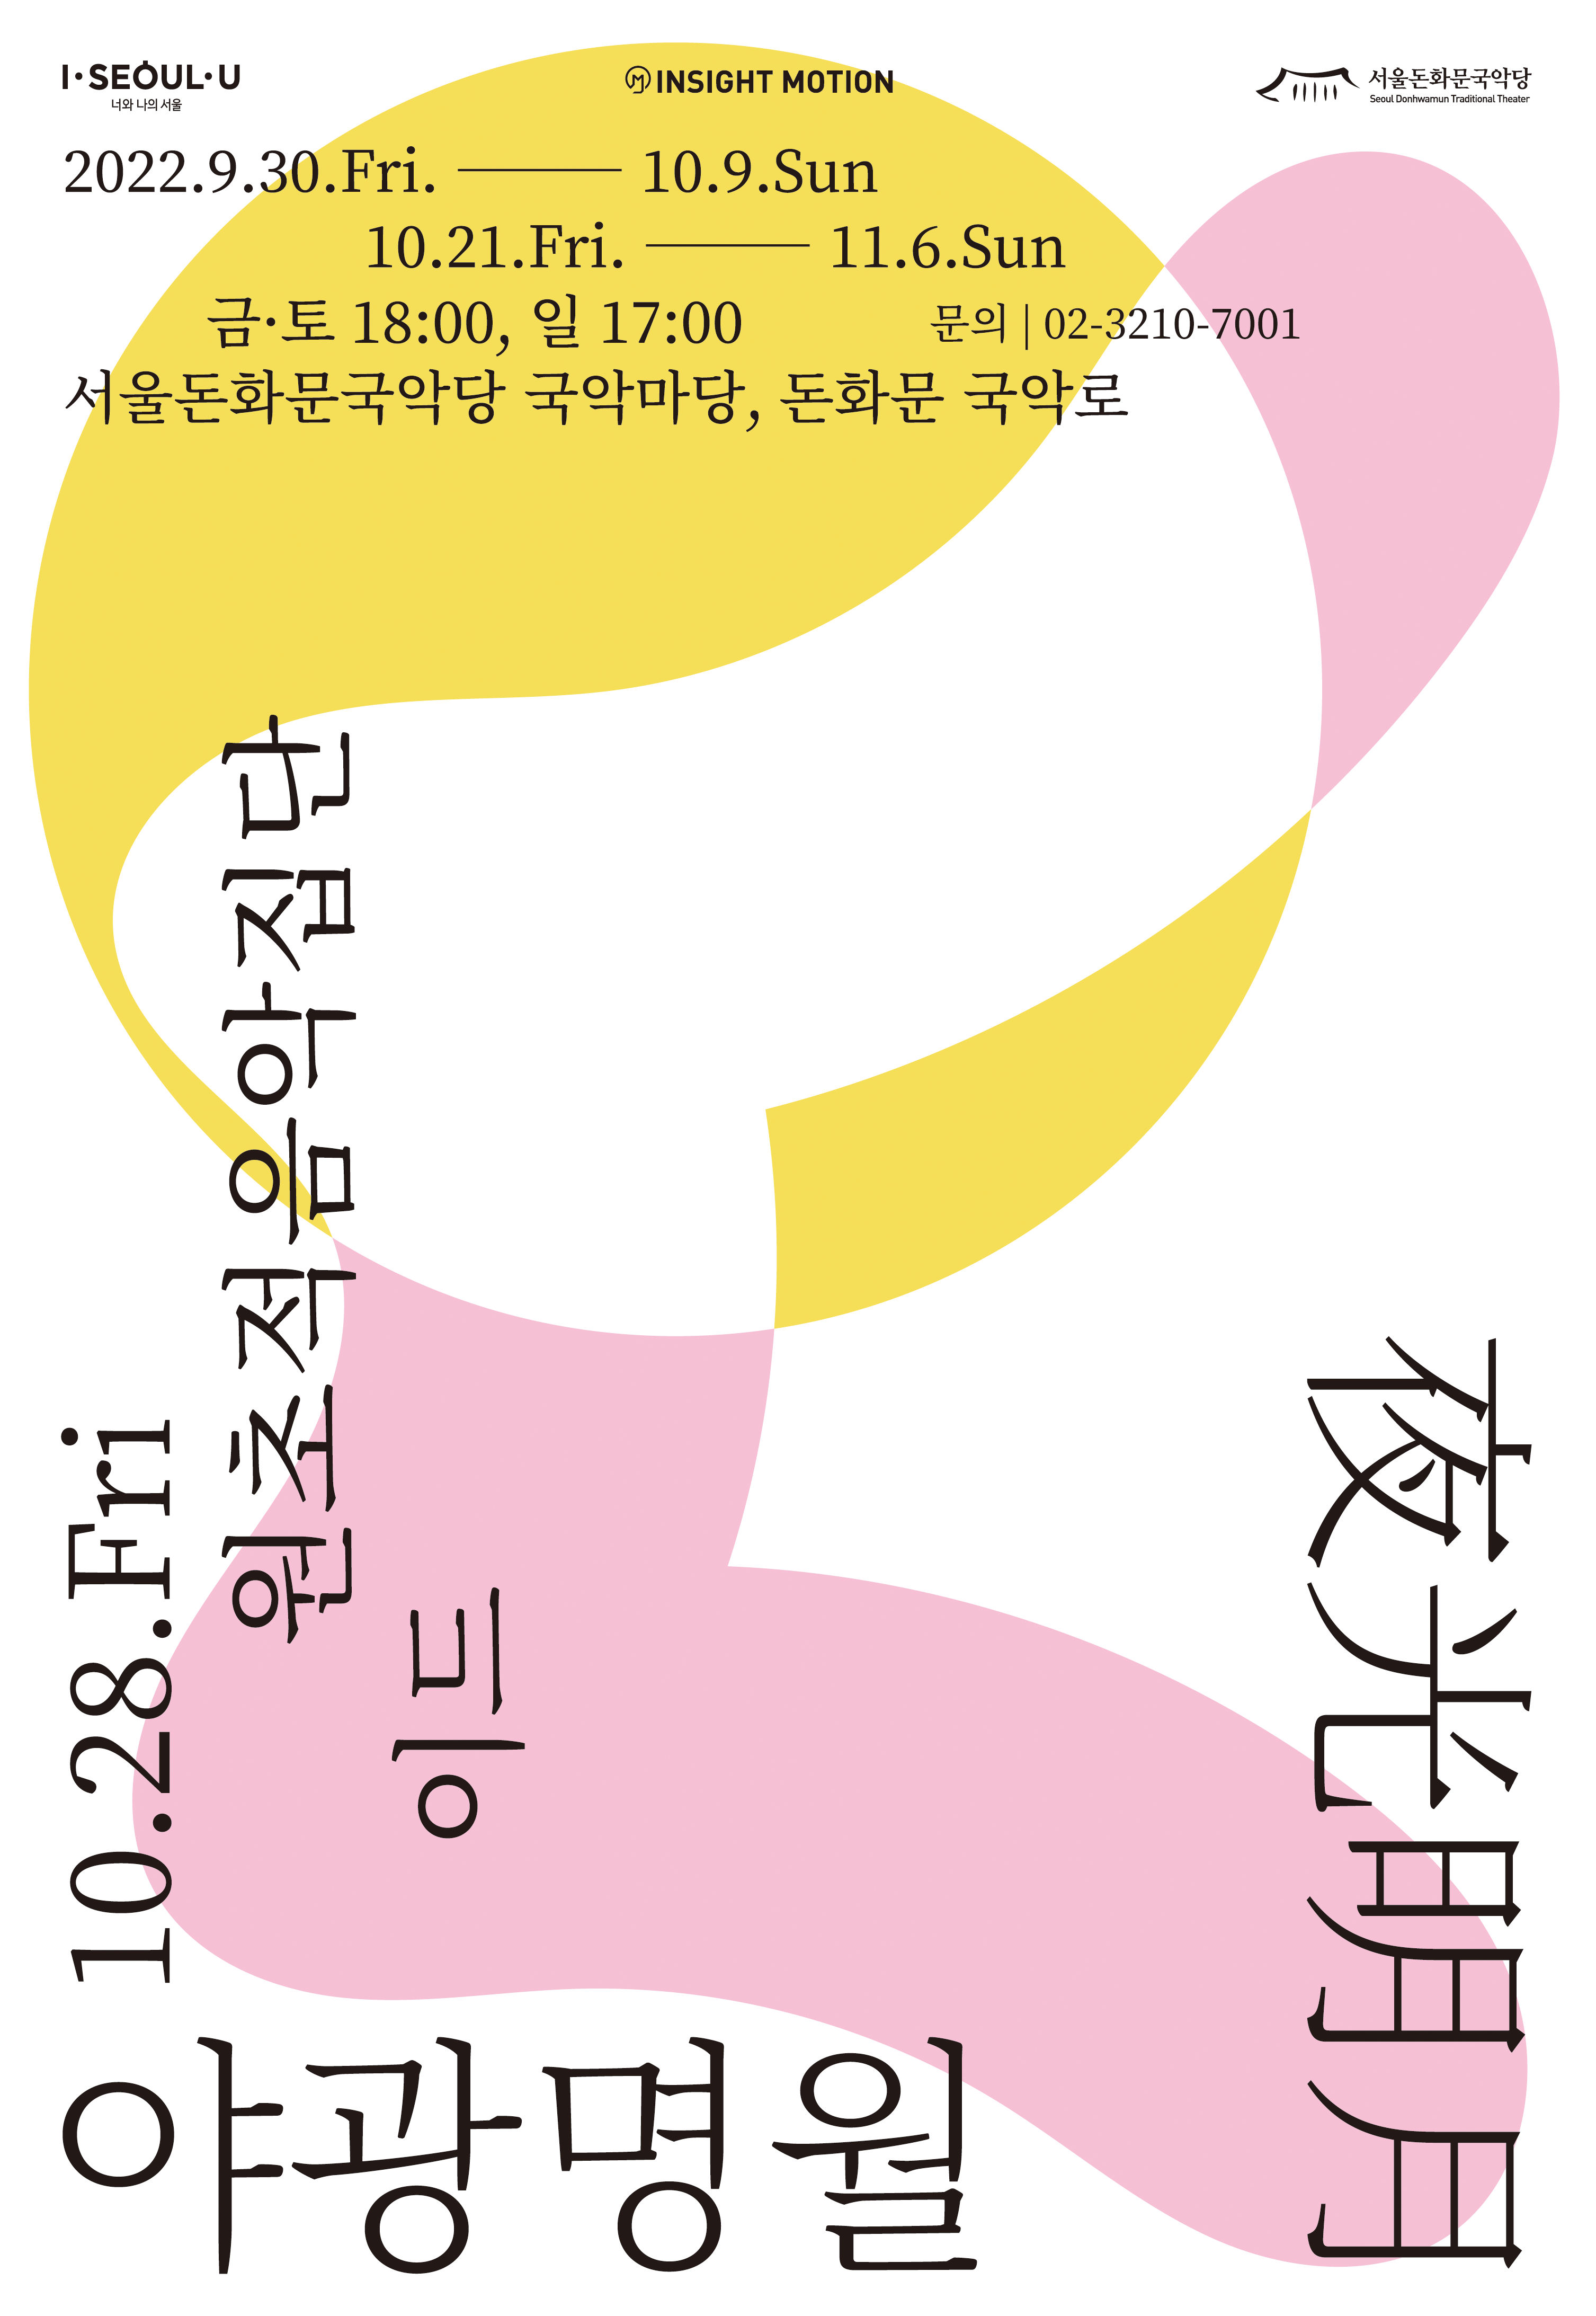 I·SEOUL·U
너와 나의 서울
INSIGHT MOTION
서울돈화문국악당
Seoul Donhwamun Traditional Theater
2022.9.30.Fri. —— 10.9.Sun
10.21.Fri. —— 11.6.Sun
금·토 18:00, 일 17:00
문의 | 02-3210-7001
서울돈화문국악당 국악마당, 돈화문 국악로
10.28.Fri
원초적음악집단
이드
夜光明月
야광명월